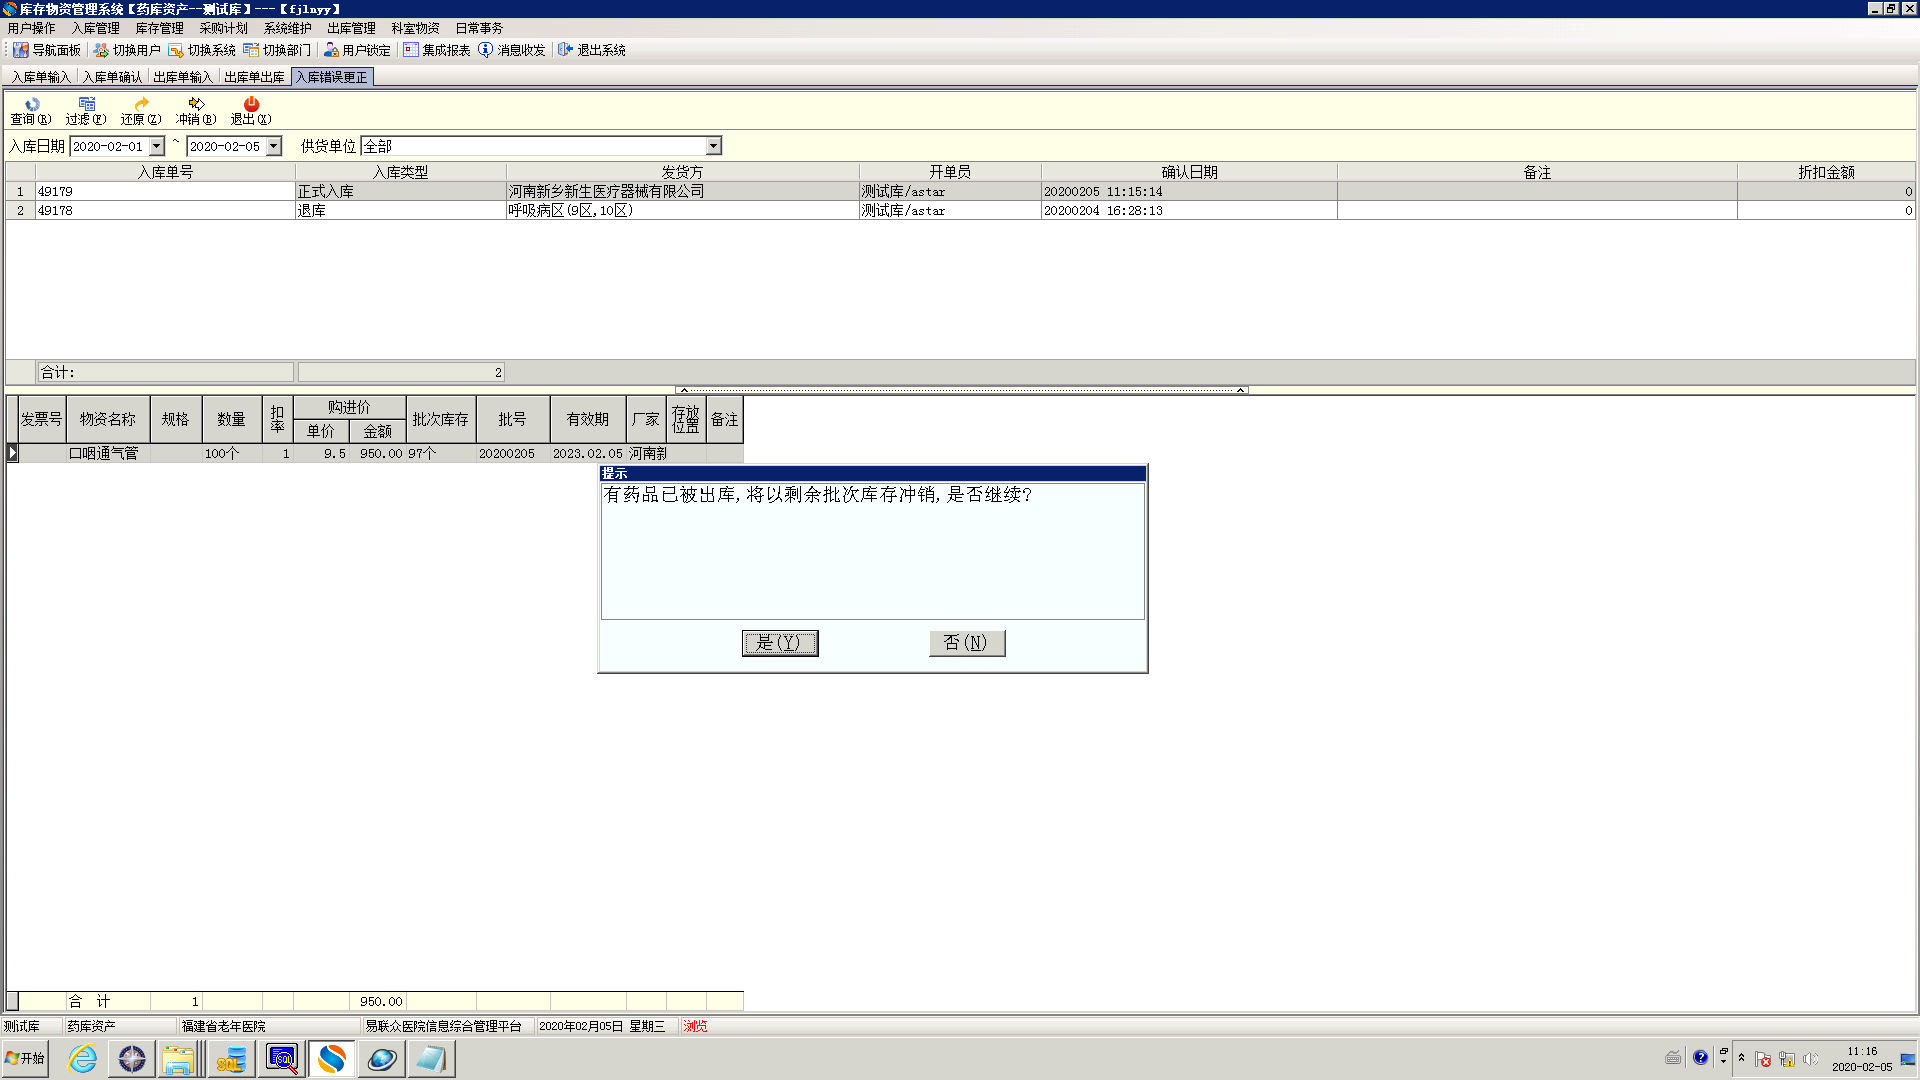 库存物资管理系统【药库资产--测试库】---【fjlnyy】
用户操作 入库管理 库存管理 采购计划 系统维护 出库管理 科室物资 日常事务
导航面板 切换用户 切换系统 切换部门 用户锁定 集成报表 消息收发 退出系统
入库单输入 入库单确认 出库单输入 出库单出库 入库错误更正
查询(R) 过滤(F) 还原(Z) 冲销(B) 退出(X)
入库日期 2020-02-01 ~ 2020-02-05 供货单位 全部
入库单号 入库类型 发货方 开单员 确认日期 备注 折扣金额
1 49179 正式入库 河南新乡新生医疗器械有限公司 测试库/astar 20200205 11:15:14 0
2 49178 退库 呼吸病区(9区,10区) 测试库/astar 20200204 16:28:13 0
合计: 2
发票号 物资名称 规格 数量 扣率 购进价 单价 金额 批次库存 批号 有效期 厂家 存放位置 备注
口咽通气管 100个 1 9.5 950.00 97个 20200205 2023.02.05 河南新
提示
有药品已被出库,将以剩余批次库存冲销,是否继续?
是(Y) 否(N)
合 计 1 950.00
测试库 药库资产 福建省老年医院 易联众医院信息综合管理平台 2020年02月05日 星期三 浏览
开始 SQL SQL 11:16
2020-02-05